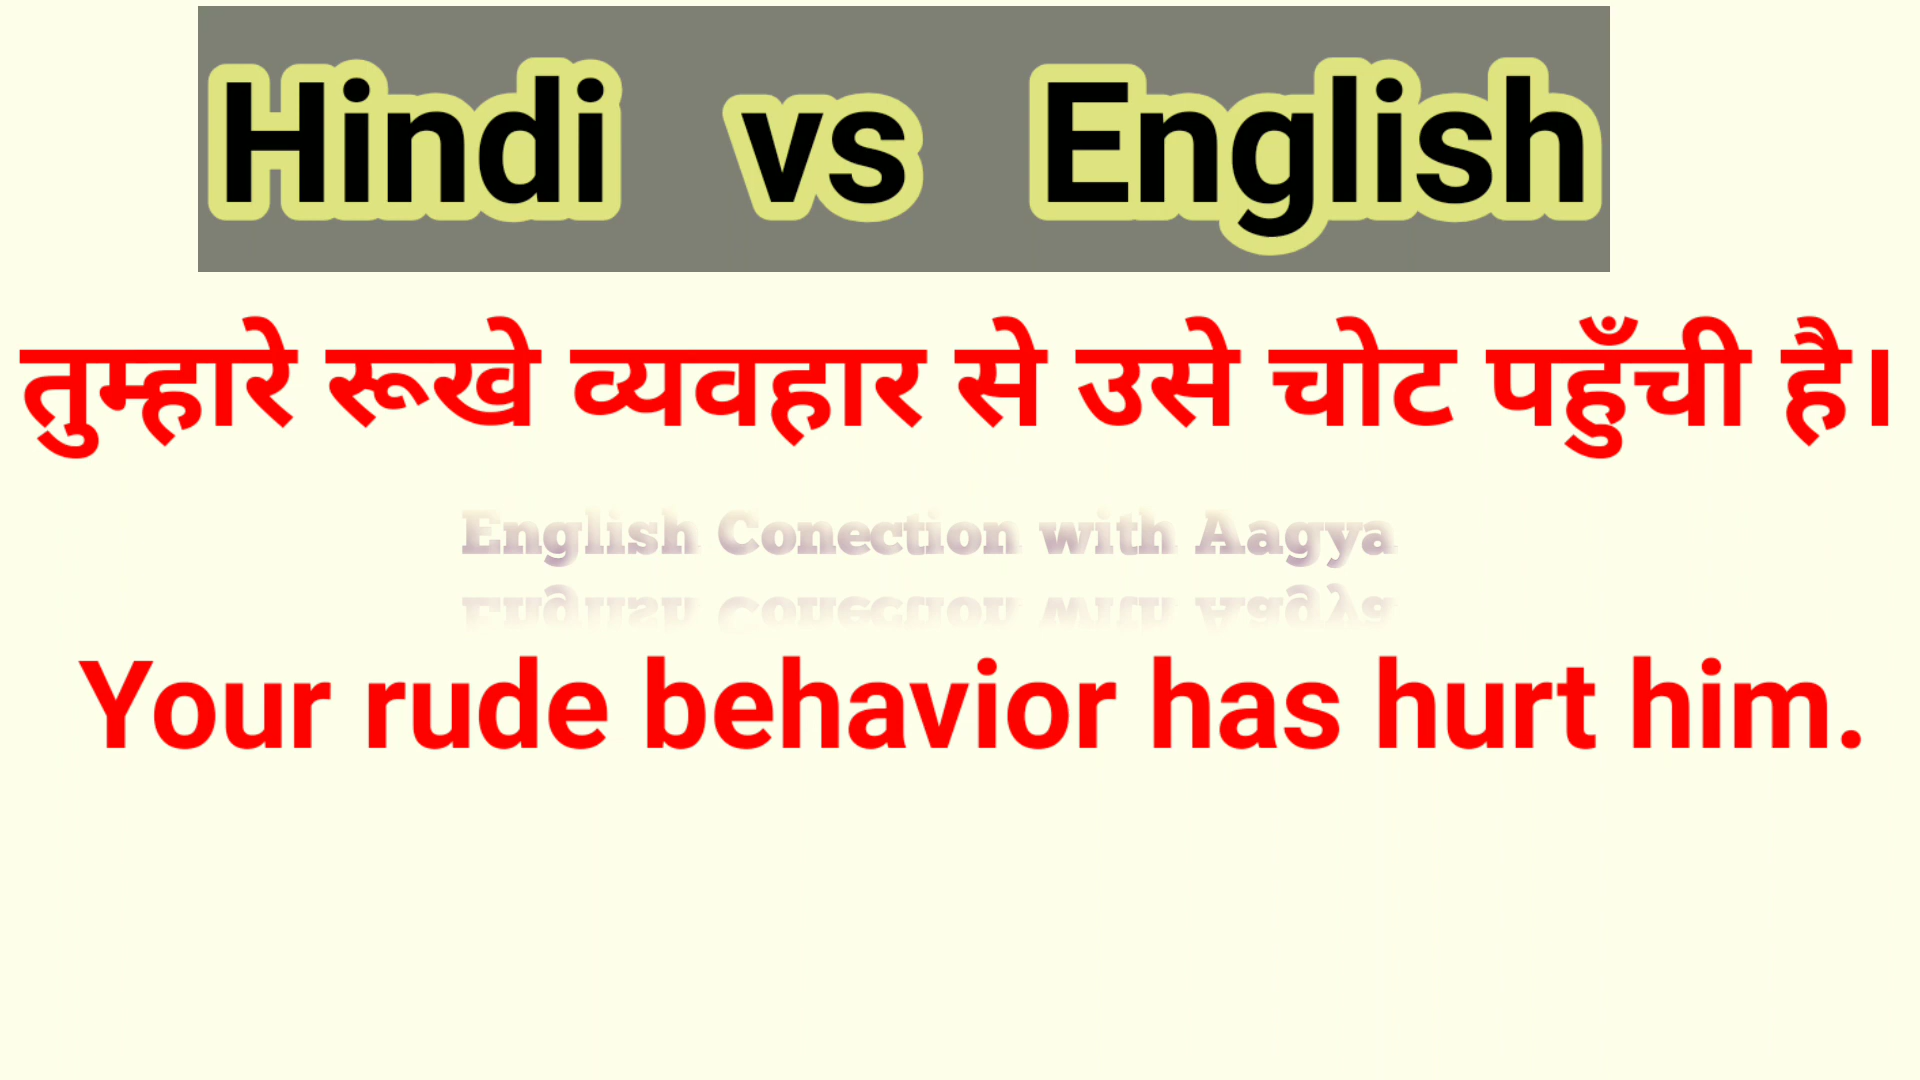 Hindi vs English
तुम्हारे रूखे व्यवहार से उसे चोट पहुँची है।
English Conection with Aagya
Your rude behavior has hurt him.